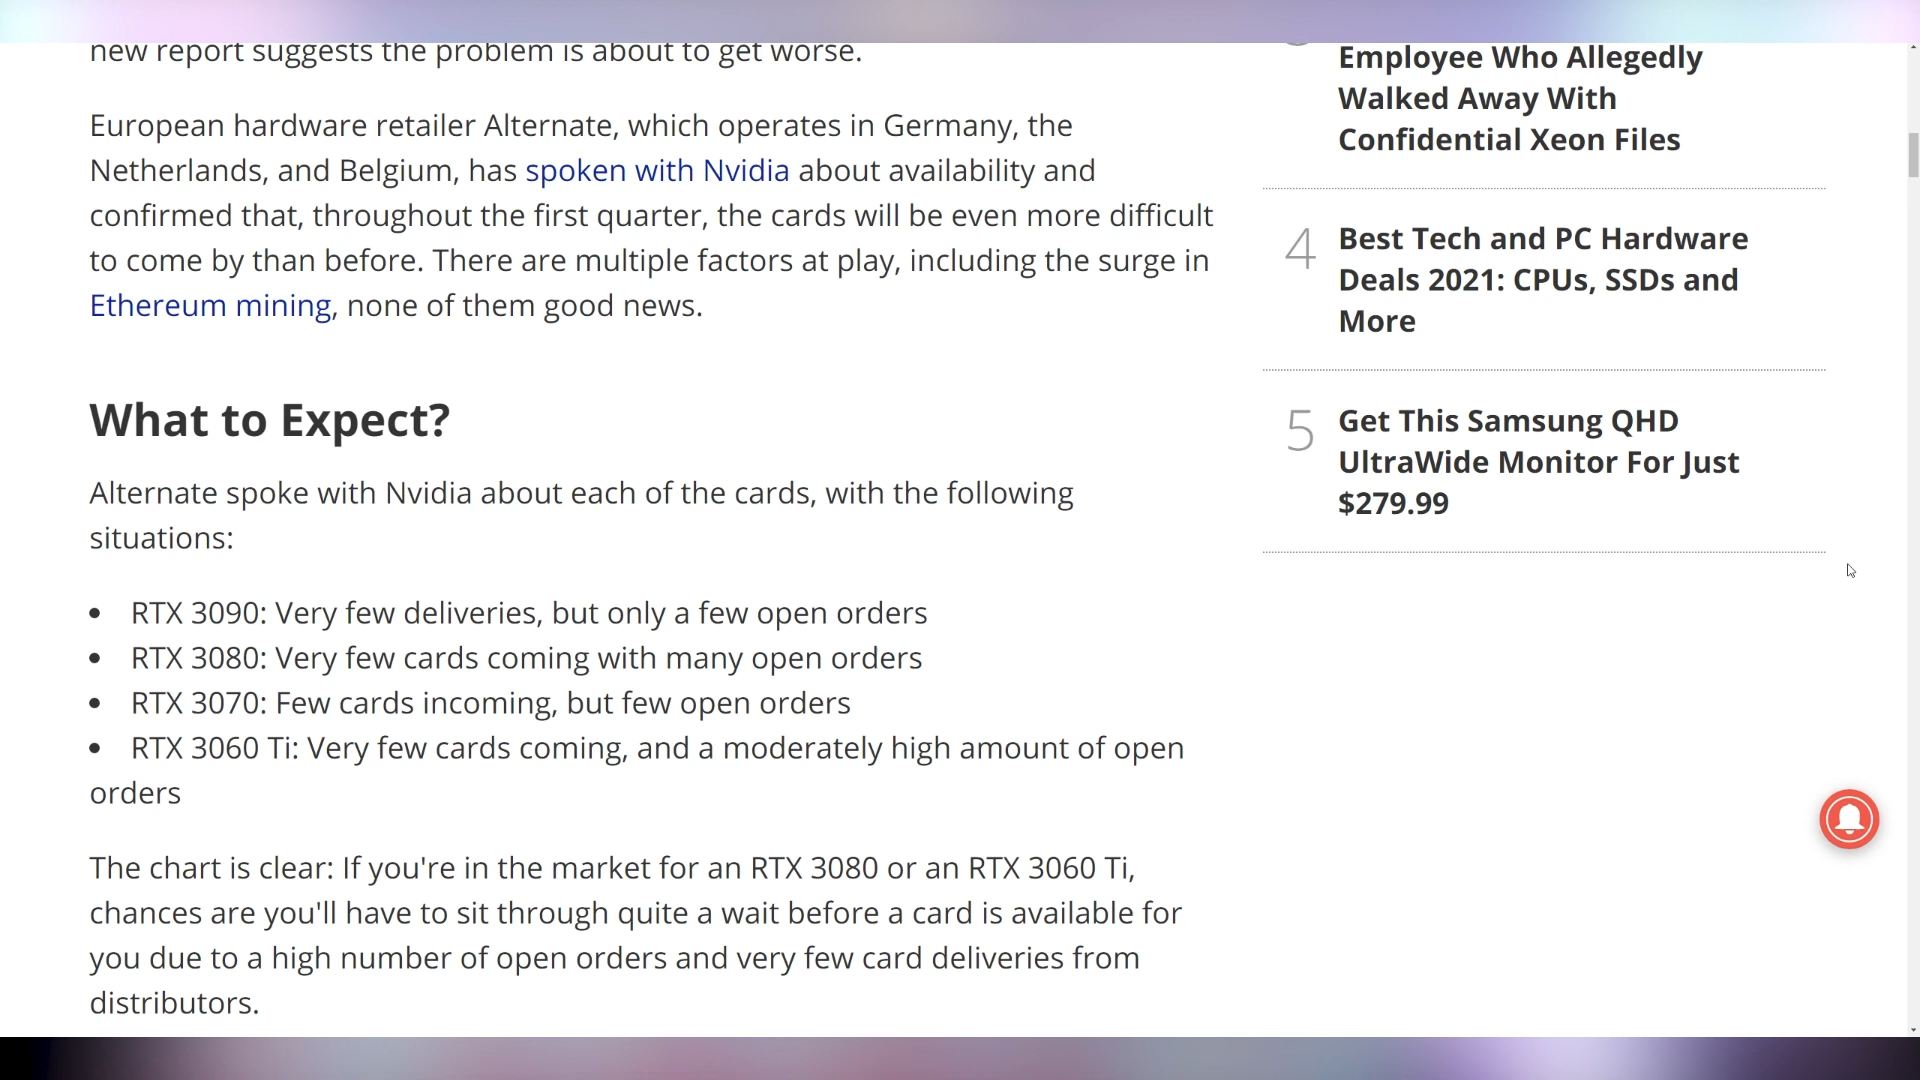 new report suggests the problem is about to get worse.
European hardware retailer Alternate, which operates in Germany, the
Netherlands, and Belgium, has spoken with Nvidia about availability and
confirmed that, throughout the first quarter, the cards will be even more difficult
to come by than before. There are multiple factors at play, including the surge in
Ethereum mining, none of them good news.
What to Expect?
Alternate spoke with Nvidia about each of the cards, with the following
situations:
• RTX 3090: Very few deliveries, but only a few open orders
• RTX 3080: Very few cards coming with many open orders
• RTX 3070: Few cards incoming, but few open orders
• RTX 3060 Ti: Very few cards coming, and a moderately high amount of open
orders
The chart is clear: If you're in the market for an RTX 3080 or an RTX 3060 Ti,
chances are you'll have to sit through quite a wait before a card is available for
you due to a high number of open orders and very few card deliveries from
distributors.
Employee Who Allegedly
Walked Away With
Confidential Xeon Files
4 Best Tech and PC Hardware
Deals 2021: CPUs, SSDs and
More
5 Get This Samsung QHD
UltraWide Monitor For Just
$279.99